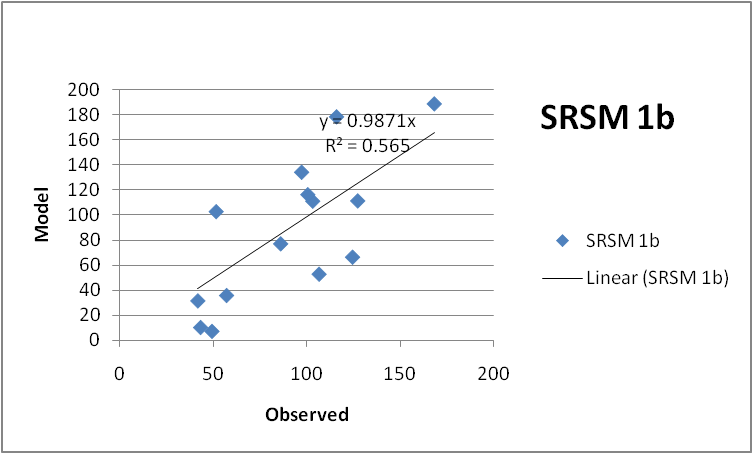 SRSM 1b
200
180
160
140
120
100
80
60
40
20
0
y = 0.9871x
R² = 0.565
Model
0 50 100 150 200
Observed
SRSM 1b
Linear (SRSM 1b)